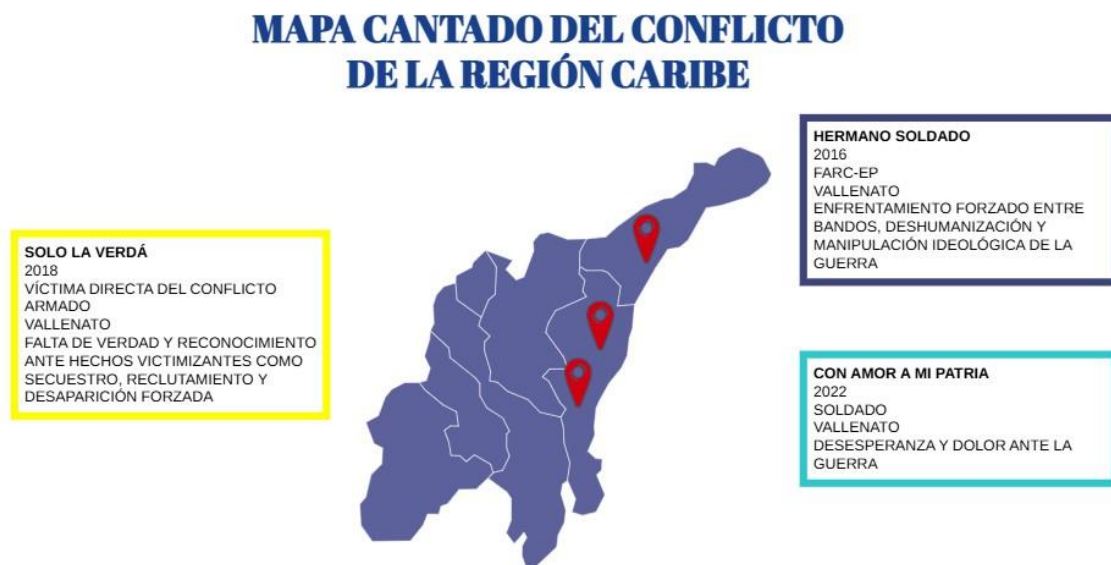 MAPA CANTADO DEL CONFLICTO
DE LA REGIÓN CARIBE
SOLO LA VERDÁ
2018
VÍCTIMA DIRECTA DEL CONFLICTO
ARMADO
VALLENATO
FALTA DE VERDAD Y RECONOCIMIENTO
ANTE HECHOS VICTIMIZANTES COMO
SECUESTRO, RECLUTAMIENTO Y
DESAPARICIÓN FORZADA
HERMANO SOLDADO
2016
FARC-EP
VALLENATO
ENFRENTAMIENTO FORZADO ENTRE
BANDOS, DESHUMANIZACIÓN Y
MANIPULACIÓN IDEOLÓGICA DE LA
GUERRA
CON AMOR A MI PATRIA
2022
SOLDADO
VALLENATO
DESESPERANZA Y DOLOR ANTE LA
GUERRA